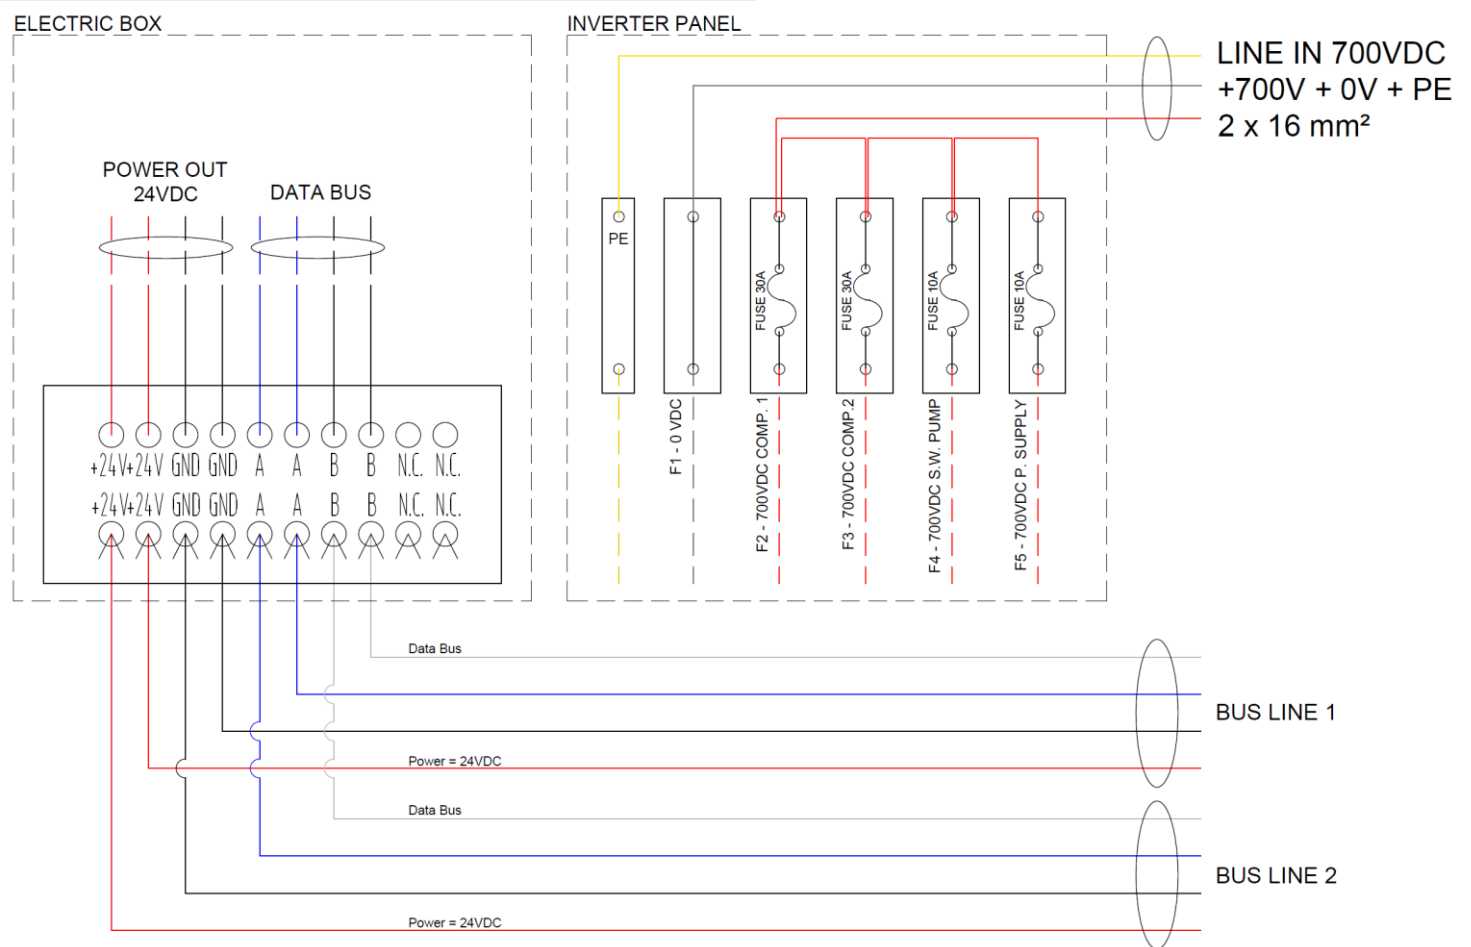 ELECTRIC BOX
INVERTER PANEL
LINE IN 700VDC
+700V + 0V + PE
2 x 16 mm²
POWER OUT
24VDC
DATA BUS
PE
FUSE 30A
FUSE 30A
FUSE 10A
FUSE 10A
F1 - 0 VDC
F2 - 700VDC COMP. 1
F3 - 700VDC COMP.2
F4 - 700VDC S.W. PUMP
F5 - 700VDC P. SUPPLY
+24V +24V GND GND A A B B N.C. N.C.
+24V +24V GND GND A A B B N.C. N.C.
Data Bus
BUS LINE 1
Power = 24VDC
Data Bus
BUS LINE 2
Power = 24VDC